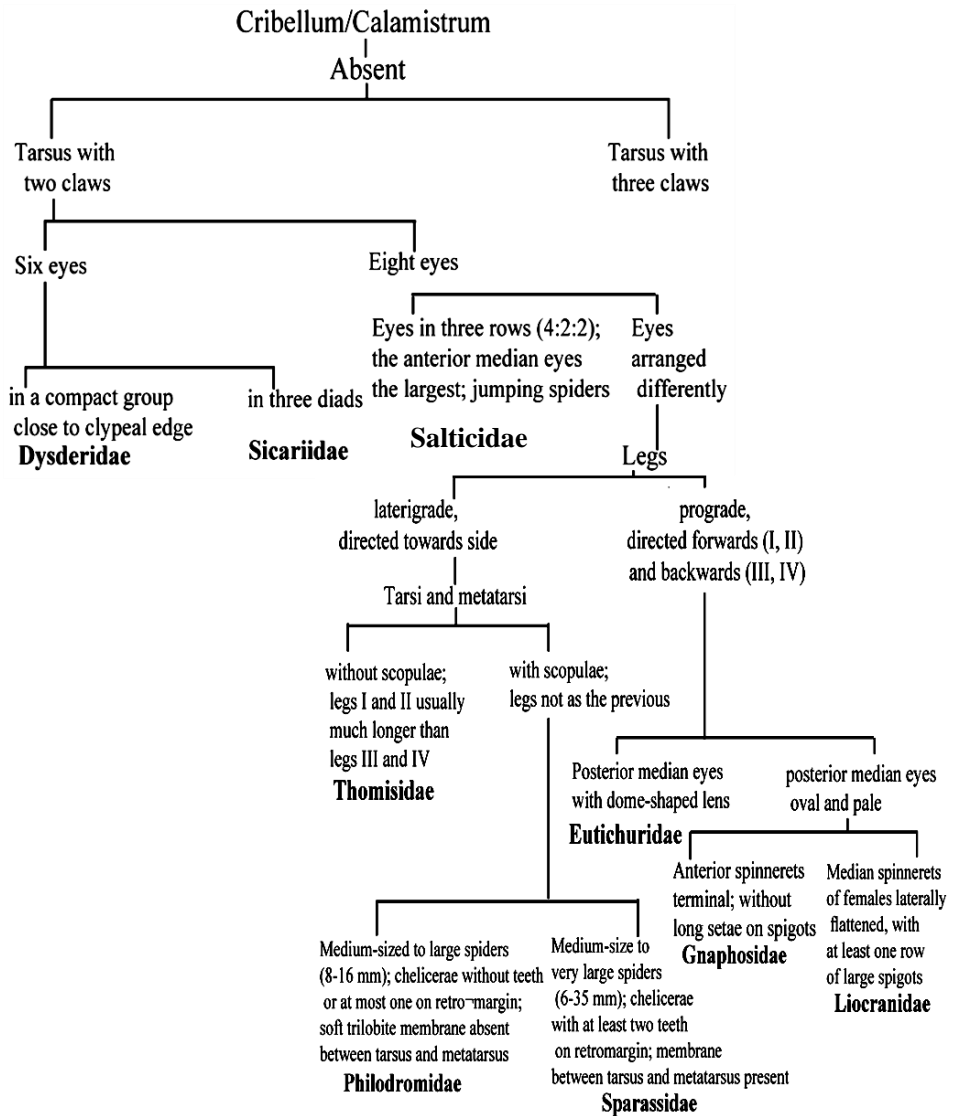 Cribellum/Calamistrum
Absent
Tarsus with
two claws
Tarsus with
three claws
Six eyes
Eight eyes
in a compact group
close to clypeal edge
Dysderidae
in three diads
Sicariidae
Eyes in three rows (4:2:2);
the anterior median eyes
the largest; jumping spiders
Salticidae
Eyes
arranged
differently
Legs
laterigrade,
directed towards side
prograde,
directed forwards (I, II)
and backwards (III, IV)
Tarsi and metatarsi
without scopulae;
legs I and II usually
much longer than
legs III and IV
Thomisidae
with scopulae;
legs not as the previous
Posterior median eyes
with dome-shaped lens
Eutichuridae
posterior median eyes
oval and pale
Anterior spinnerets
terminal; without
long setae on spigots
Gnaphosidae
Median spinnerets
of females laterally
flattened, with
at least one row
of large spigots
Liocranidae
Medium-sized to large spiders
(8-16 mm); chelicerae without teeth
or at most one on retro¬margin;
soft trilobite membrane absent
between tarsus and metatarsus
Philodromidae
Medium-size to
very large spiders
(6-35 mm); chelicerae
with at least two teeth
on retromargin; membrane
between tarsus and metatarsus present
Sparassidae